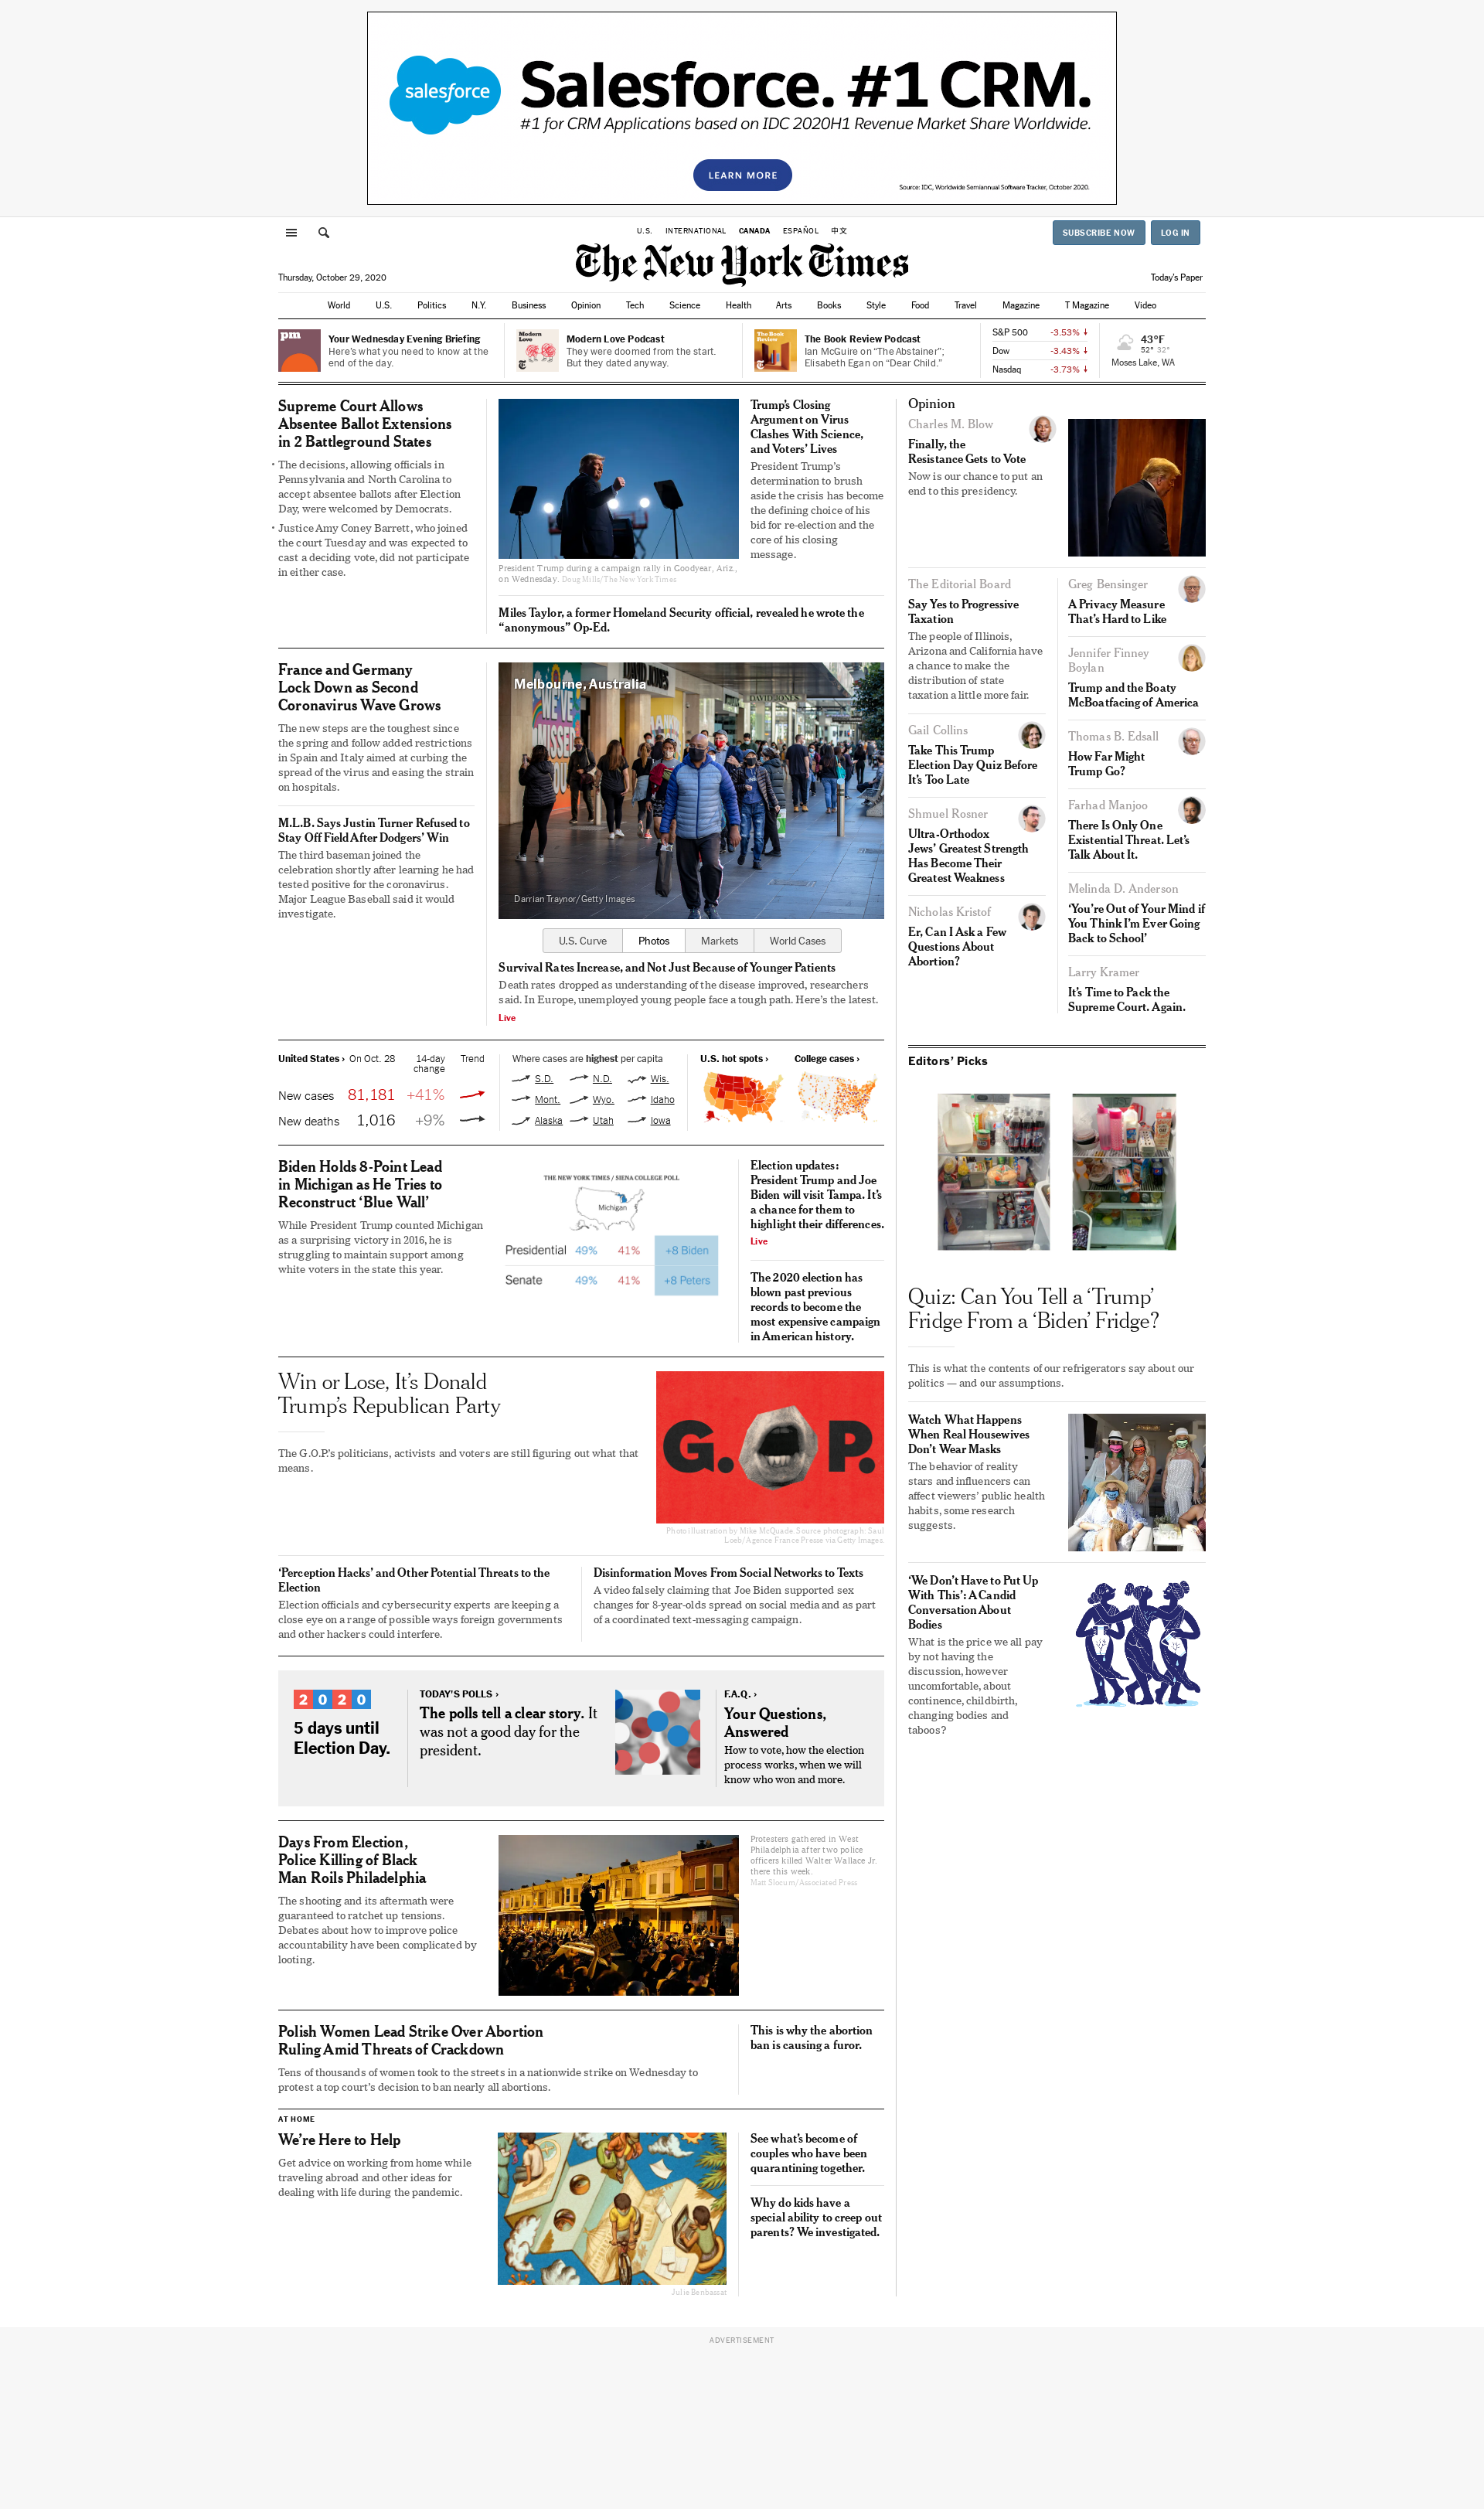 salesforce
Salesforce. #1 CRM.
#1 for CRM Applications based on IDC 2020H1 Revenue Market Share Worldwide.
LEARN MORE
Source: IDC, Worldwide Semiannual Software Tracker, October 2020.
U.S. INTERNATIONAL CANADA ESPAÑOL 中文
SUBSCRIBE NOW LOG IN
The New York Times
Thursday, October 29, 2020
Today's Paper
World U.S. Politics N.Y. Business Opinion Tech Science Health Arts Books Style Food Travel Magazine T Magazine Video
pm
Your Wednesday Evening Briefing
Here's what you need to know at the
end of the day.
Modern Love
Modern Love Podcast
They were doomed from the start.
But they dated anyway.
The Book Review
The Book Review Podcast
Ian McGuire on “The Abstainer”;
Elisabeth Egan on “Dear Child.”
S&P 500 -3.53%
Dow -3.43%
Nasdaq -3.73%
43°F
52° 32°
Moses Lake, WA
Supreme Court Allows
Absentee Ballot Extensions
in 2 Battleground States
• The decisions, allowing officials in
Pennsylvania and North Carolina to
accept absentee ballots after Election
Day, were welcomed by Democrats.
• Justice Amy Coney Barrett, who joined
the court Tuesday and was expected to
cast a deciding vote, did not participate
in either case.
President Trump during a campaign rally in Goodyear, Ariz.,
on Wednesday. Doug Mills/The New York Times
Trump's Closing
Argument on Virus
Clashes With Science,
and Voters' Lives
President Trump's
determination to brush
aside the crisis has become
the defining choice of his
bid for re-election and the
core of his closing
message.
Miles Taylor, a former Homeland Security official, revealed he wrote the
“anonymous” Op-Ed.
France and Germany
Lock Down as Second
Coronavirus Wave Grows
The new steps are the toughest since
the spring and follow added restrictions
in Spain and Italy aimed at curbing the
spread of the virus and easing the strain
on hospitals.
M.L.B. Says Justin Turner Refused to
Stay Off Field After Dodgers' Win
The third baseman joined the
celebration shortly after learning he had
tested positive for the coronavirus.
Major League Baseball said it would
investigate.
Melbourne, Australia
Darrian Traynor/Getty Images
U.S. Curve Photos Markets World Cases
Survival Rates Increase, and Not Just Because of Younger Patients
Death rates dropped as understanding of the disease improved, researchers
said. In Europe, unemployed young people face a tough path. Here's the latest.
Live
United States › On Oct. 28 14-day Trend
change
New cases 81,181 +41%
New deaths 1,016 +9%
Where cases are highest per capita
S.D. N.D. Wis.
Mont. Wyo. Idaho
Alaska Utah Iowa
U.S. hot spots › College cases ›
Biden Holds 8-Point Lead
in Michigan as He Tries to
Reconstruct ‘Blue Wall’
While President Trump counted Michigan
as a surprising victory in 2016, he is
struggling to maintain support among
white voters in the state this year.
THE NEW YORK TIMES / SIENA COLLEGE POLL
Michigan
Presidential 49% 41% +8 Biden
Senate 49% 41% +8 Peters
Election updates:
President Trump and Joe
Biden will visit Tampa. It's
a chance for them to
highlight their differences.
Live
The 2020 election has
blown past previous
records to become the
most expensive campaign
in American history.
Win or Lose, It's Donald
Trump's Republican Party
The G.O.P.'s politicians, activists and voters are still figuring out what that
means.
G.O.P.
Photo illustration by Mike McQuade. Source photograph: Saul
Loeb/Agence France Presse via Getty Images.
‘Perception Hacks’ and Other Potential Threats to the
Election
Election officials and cybersecurity experts are keeping a
close eye on a range of possible ways foreign governments
and other hackers could interfere.
Disinformation Moves From Social Networks to Texts
A video falsely claiming that Joe Biden supported sex
changes for 8-year-olds spread on social media and as part
of a coordinated text-messaging campaign.
2020
5 days until
Election Day.
TODAY'S POLLS ›
The polls tell a clear story. It
was not a good day for the
president.
F.A.Q. ›
Your Questions,
Answered
How to vote, how the election
process works, when we will
know who won and more.
Days From Election,
Police Killing of Black
Man Roils Philadelphia
The shooting and its aftermath were
guaranteed to ratchet up tensions.
Debates about how to improve police
accountability have been complicated by
looting.
Protesters gathered in West
Philadelphia after two police
officers killed Walter Wallace Jr.
there this week.
Matt Slocum/Associated Press
Polish Women Lead Strike Over Abortion
Ruling Amid Threats of Crackdown
Tens of thousands of women took to the streets in a nationwide strike on Wednesday to
protest a top court's decision to ban nearly all abortions.
This is why the abortion
ban is causing a furor.
AT HOME
We're Here to Help
Get advice on working from home while
traveling abroad and other ideas for
dealing with life during the pandemic.
Julie Benbassat
See what's become of
couples who have been
quarantining together.
Why do kids have a
special ability to creep out
parents? We investigated.
Opinion
Charles M. Blow
Finally, the
Resistance Gets to Vote
Now is our chance to put an
end to this presidency.
The Editorial Board
Say Yes to Progressive
Taxation
The people of Illinois,
Arizona and California have
a chance to make the
distribution of state
taxation a little more fair.
Gail Collins
Take This Trump
Election Day Quiz Before
It's Too Late
Shmuel Rosner
Ultra-Orthodox
Jews' Greatest Strength
Has Become Their
Greatest Weakness
Nicholas Kristof
Er, Can I Ask a Few
Questions About
Abortion?
Greg Bensinger
A Privacy Measure
That's Hard to Like
Jennifer Finney
Boylan
Trump and the Boaty
McBoatfacing of America
Thomas B. Edsall
How Far Might
Trump Go?
Farhad Manjoo
There Is Only One
Existential Threat. Let's
Talk About It.
Melinda D. Anderson
‘You're Out of Your Mind if
You Think I'm Ever Going
Back to School’
Larry Kramer
It's Time to Pack the
Supreme Court. Again.
Editors' Picks
Quiz: Can You Tell a ‘Trump’
Fridge From a ‘Biden’ Fridge?
This is what the contents of our refrigerators say about our
politics — and our assumptions.
Watch What Happens
When Real Housewives
Don't Wear Masks
The behavior of reality
stars and influencers can
affect viewers' public health
habits, some research
suggests.
‘We Don't Have to Put Up
With This’: A Candid
Conversation About
Bodies
What is the price we all pay
by not having the
discussion, however
uncomfortable, about
continence, childbirth,
changing bodies and
taboos?
ADVERTISEMENT